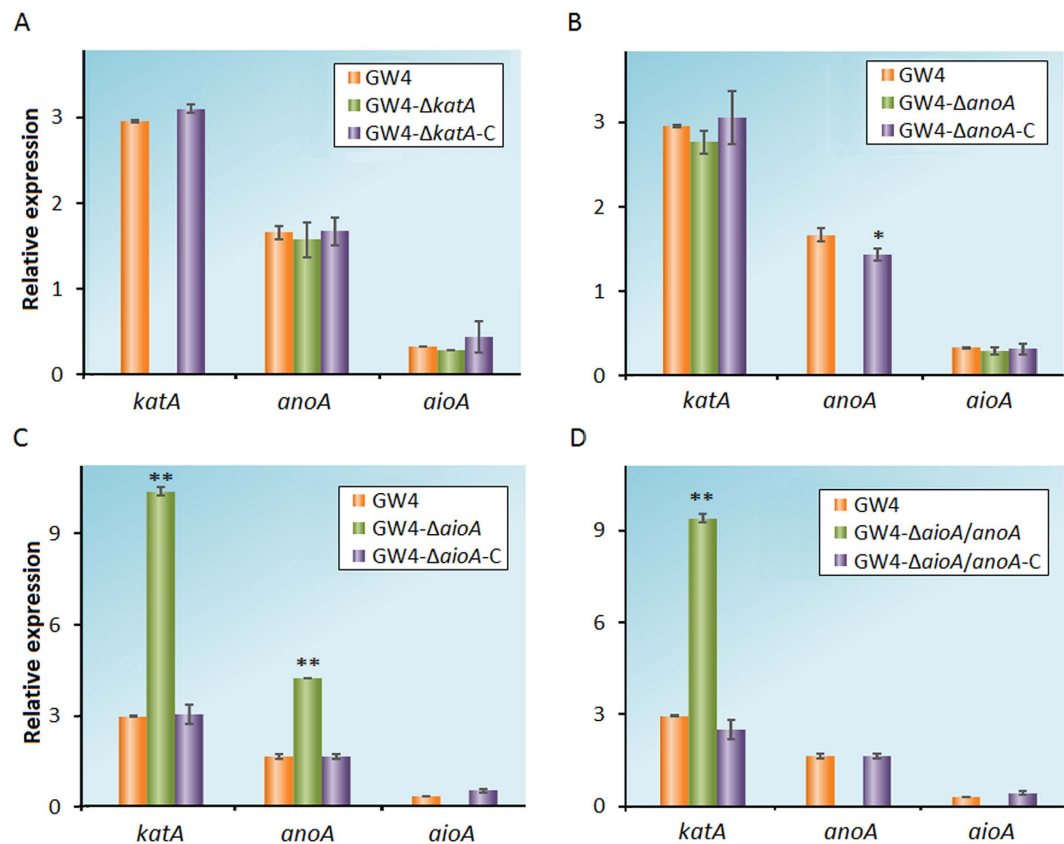 A
Relative expression
3
2
1
0
GW4
GW4-ΔkatA
GW4-ΔkatA-C
katA
anoA
aioA
B
3
2
1
0
GW4
GW4-ΔanoA
GW4-ΔanoA-C
*
katA
anoA
aioA
C
Relative expression
9
6
3
0
**
**
GW4
GW4-ΔaioA
GW4-ΔaioA-C
katA
anoA
aioA
D
9
6
3
0
**
GW4
GW4-ΔaioA/anoA
GW4-ΔaioA/anoA-C
katA
anoA
aioA